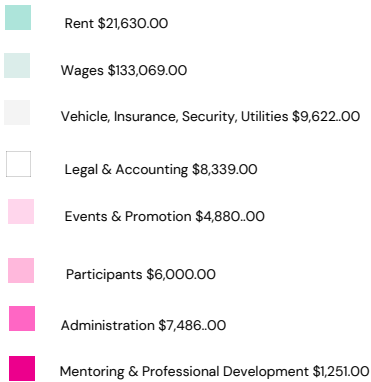 Rent $21,630.00
Wages $133,069.00
Vehicle, Insurance, Security, Utilities $9,622..00
Legal & Accounting $8,339.00
Events & Promotion $4,880..00
Participants $6,000.00
Administration $7,486..00
Mentoring & Professional Development $1,251.00